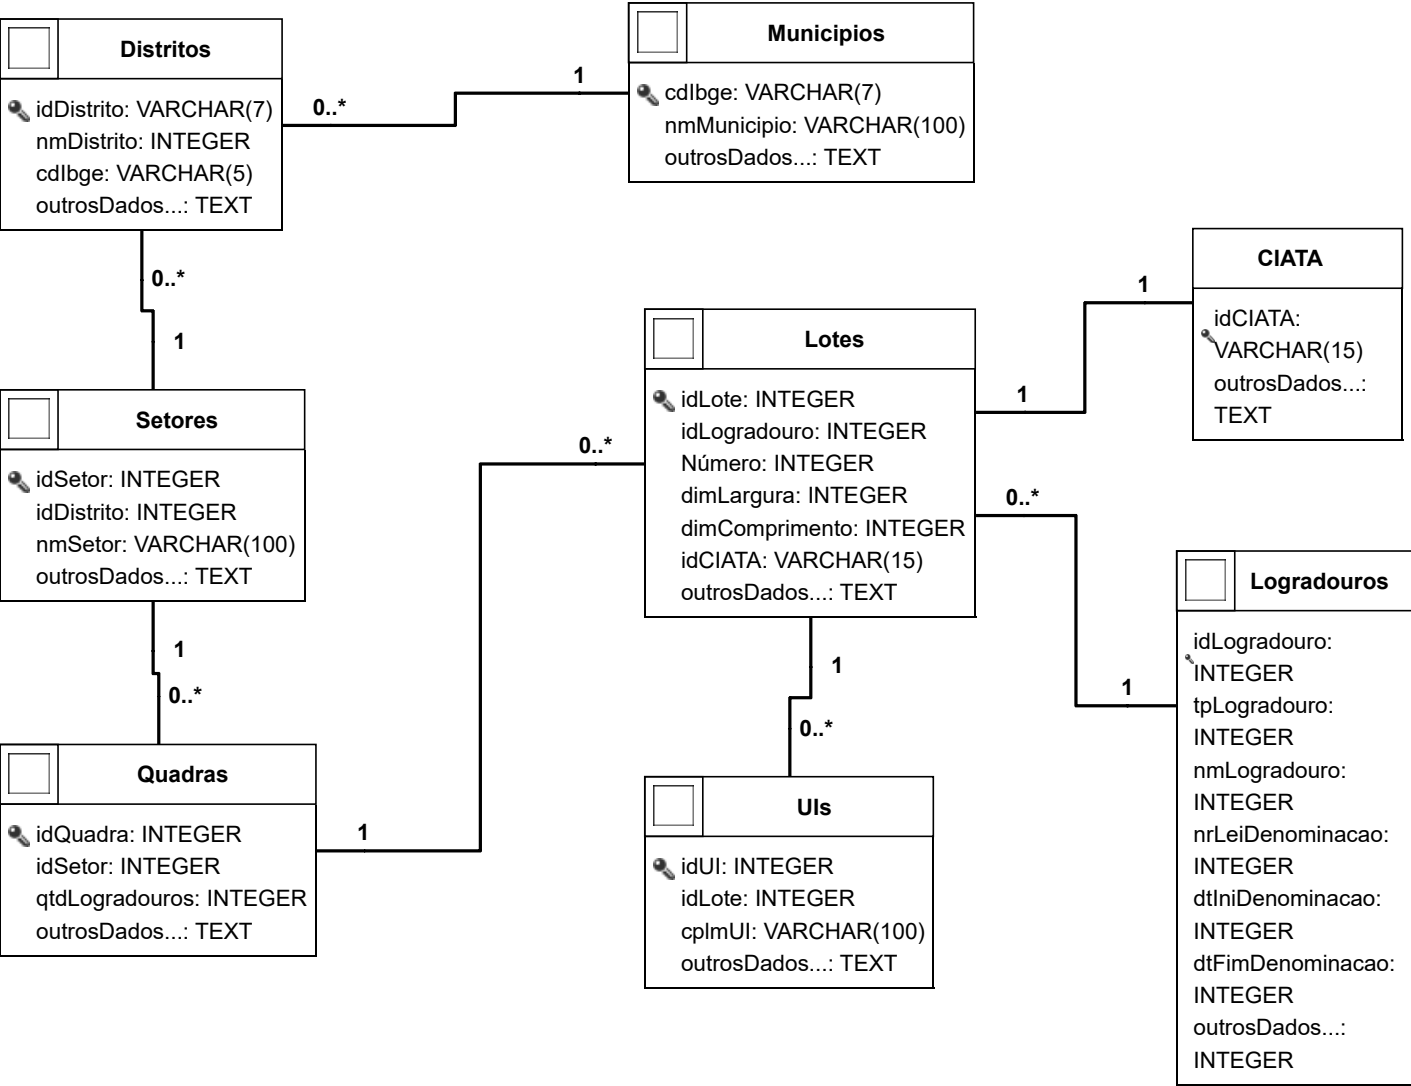 Distritos
idDistrito: VARCHAR(7)
nmDistrito: INTEGER
cdIbge: VARCHAR(5)
outrosDados...: TEXT
0..*
1
Municipios
cdIbge: VARCHAR(7)
nmMunicipio: VARCHAR(100)
outrosDados...: TEXT
0..*
1
Setores
idSetor: INTEGER
idDistrito: INTEGER
nmSetor: VARCHAR(100)
outrosDados...: TEXT
1
0..*
Quadras
idQuadra: INTEGER
idSetor: INTEGER
qtdLogradouros: INTEGER
outrosDados...: TEXT
1
0..*
Lotes
idLote: INTEGER
idLogradouro: INTEGER
Número: INTEGER
dimLargura: INTEGER
dimComprimento: INTEGER
idCIATA: VARCHAR(15)
outrosDados...: TEXT
1
1
CIATA
idCIATA:
VARCHAR(15)
outrosDados...:
TEXT
0..*
1
1
0..*
UIs
idUI: INTEGER
idLote: INTEGER
cplmUI: VARCHAR(100)
outrosDados...: TEXT
Logradouros
idLogradouro:
INTEGER
tpLogradouro:
INTEGER
nmLogradouro:
INTEGER
nrLeiDenominacao:
INTEGER
dtIniDenominacao:
INTEGER
dtFimDenominacao:
INTEGER
outrosDados...:
INTEGER